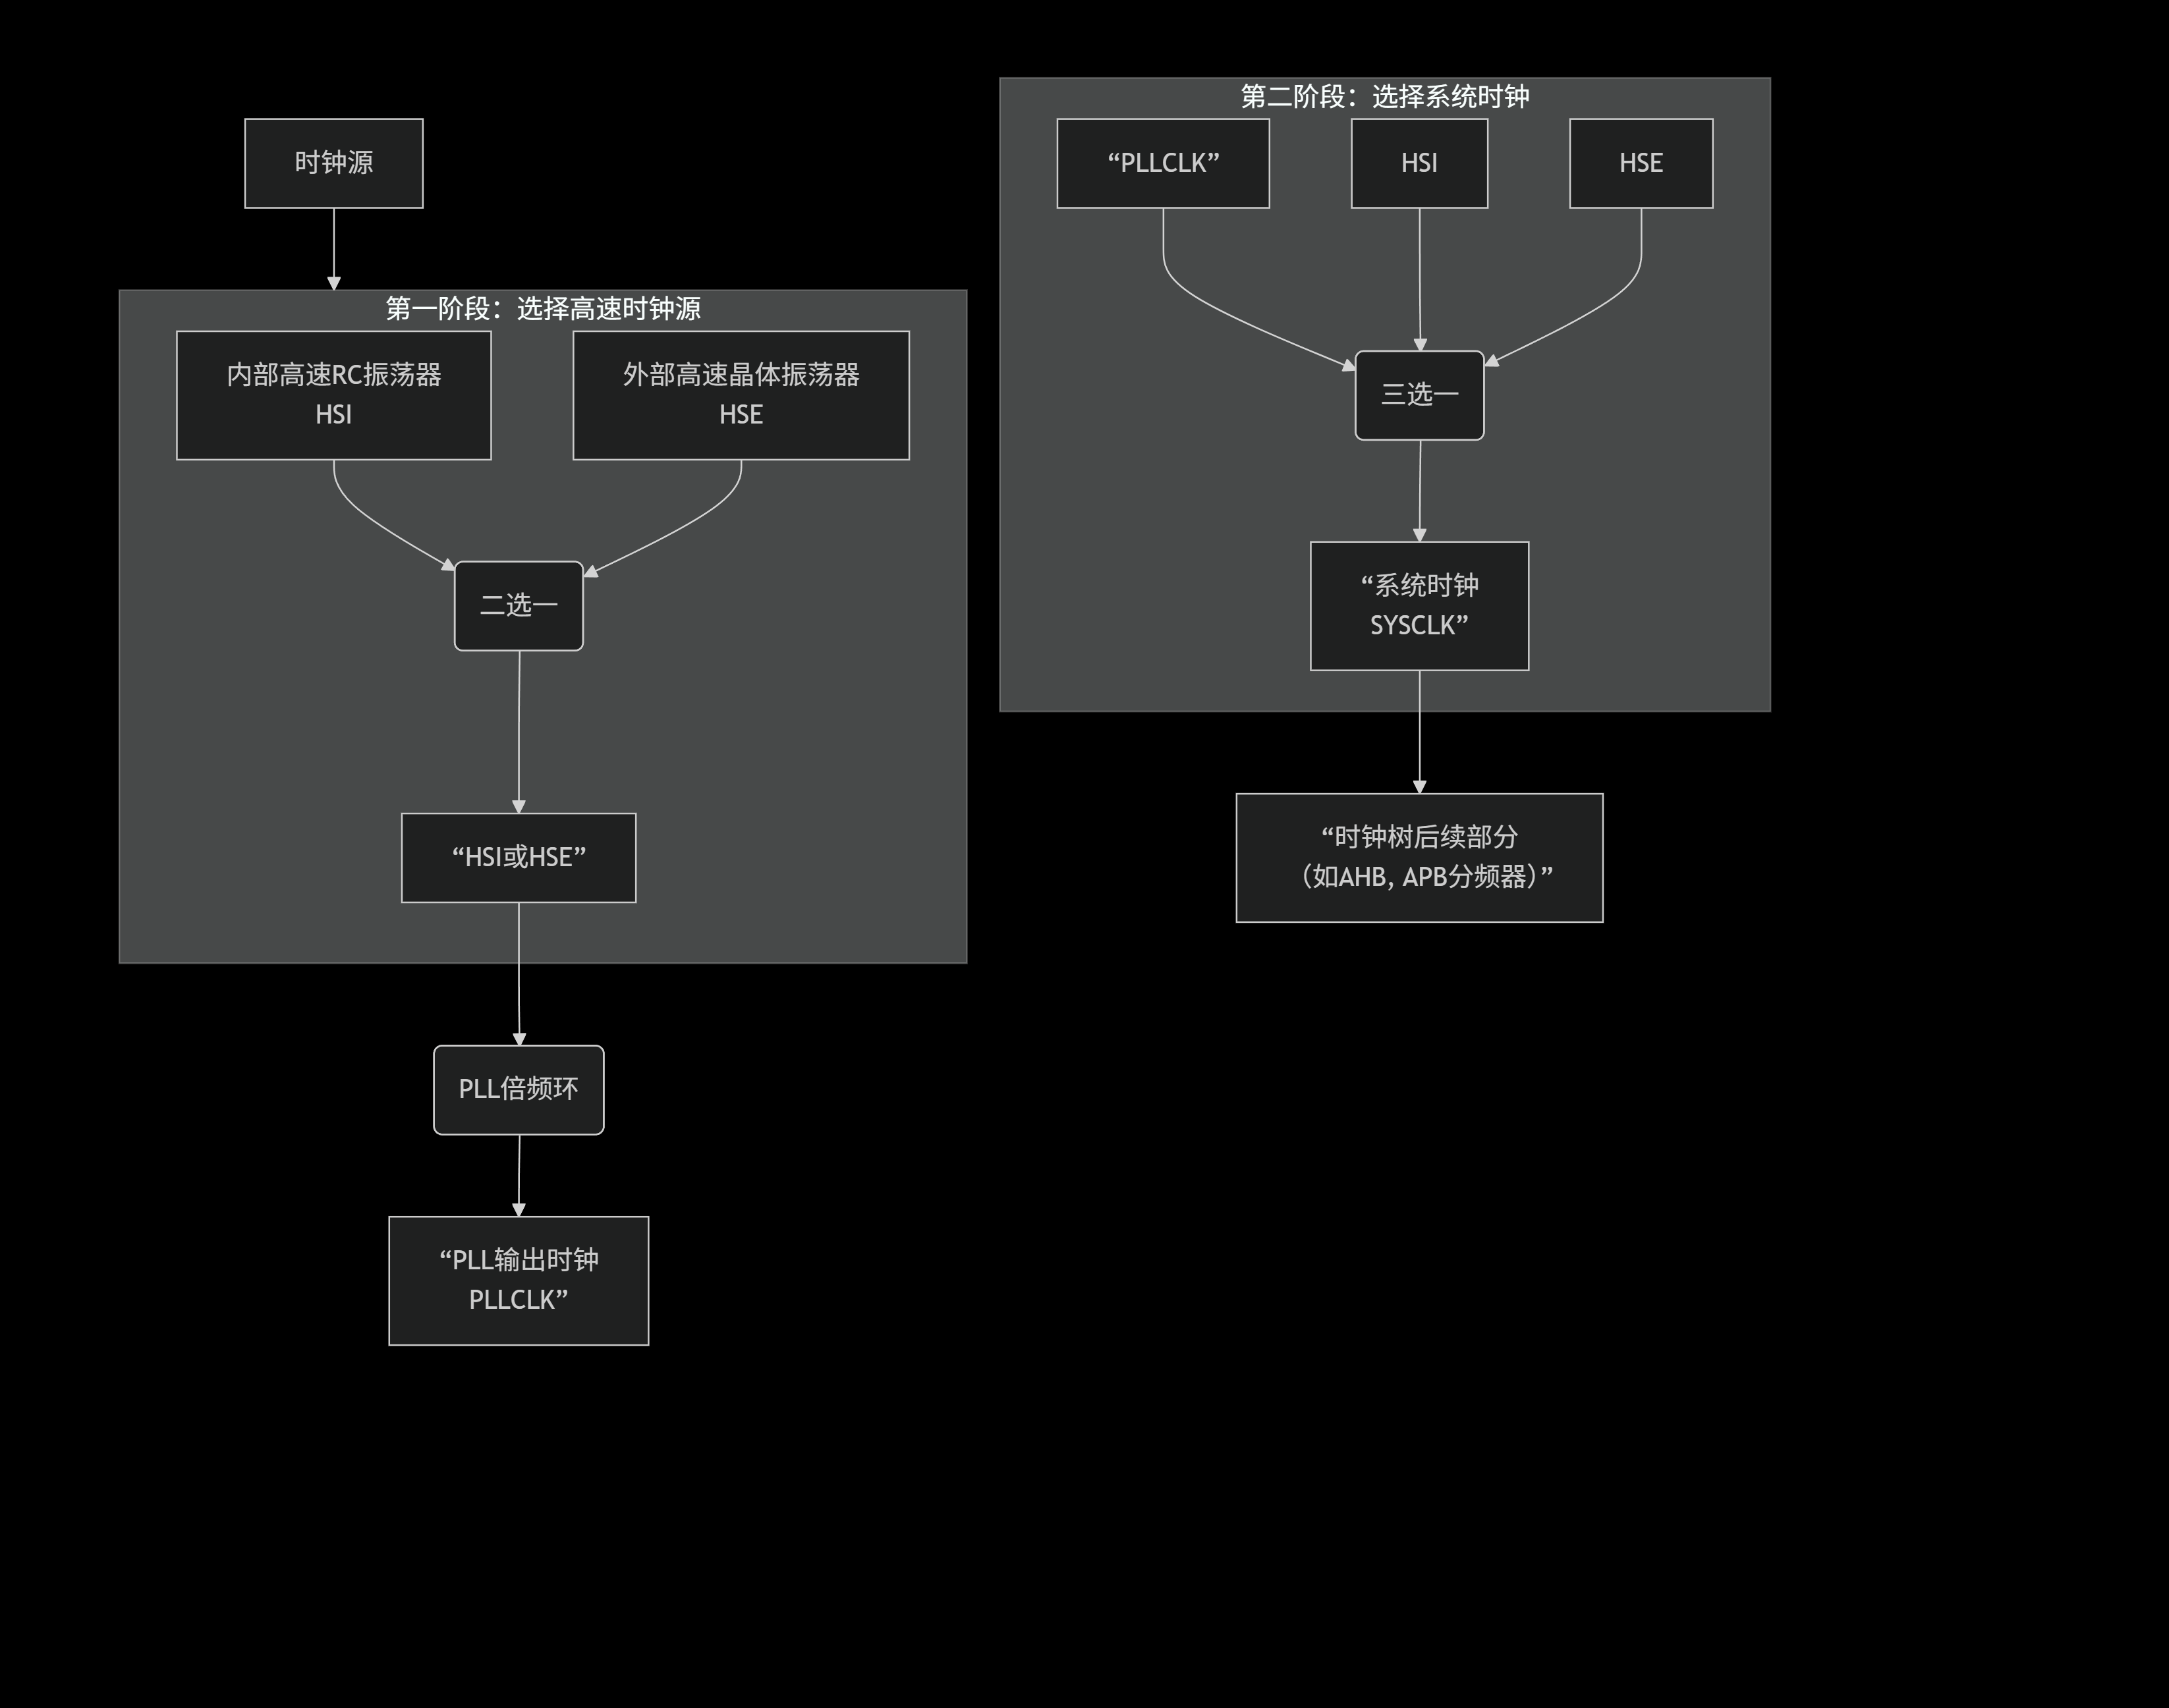 时钟源
第一阶段：选择高速时钟源
内部高速RC振荡器
HSI
外部高速晶体振荡器
HSE
二选一
“HSI或HSE”
PLL倍频环
“PLL输出时钟
PLLCLK”
第二阶段：选择系统时钟
“PLLCLK”
HSI
HSE
三选一
“系统时钟
SYSCLK”
“时钟树后续部分
（如AHB, APB分频器）”